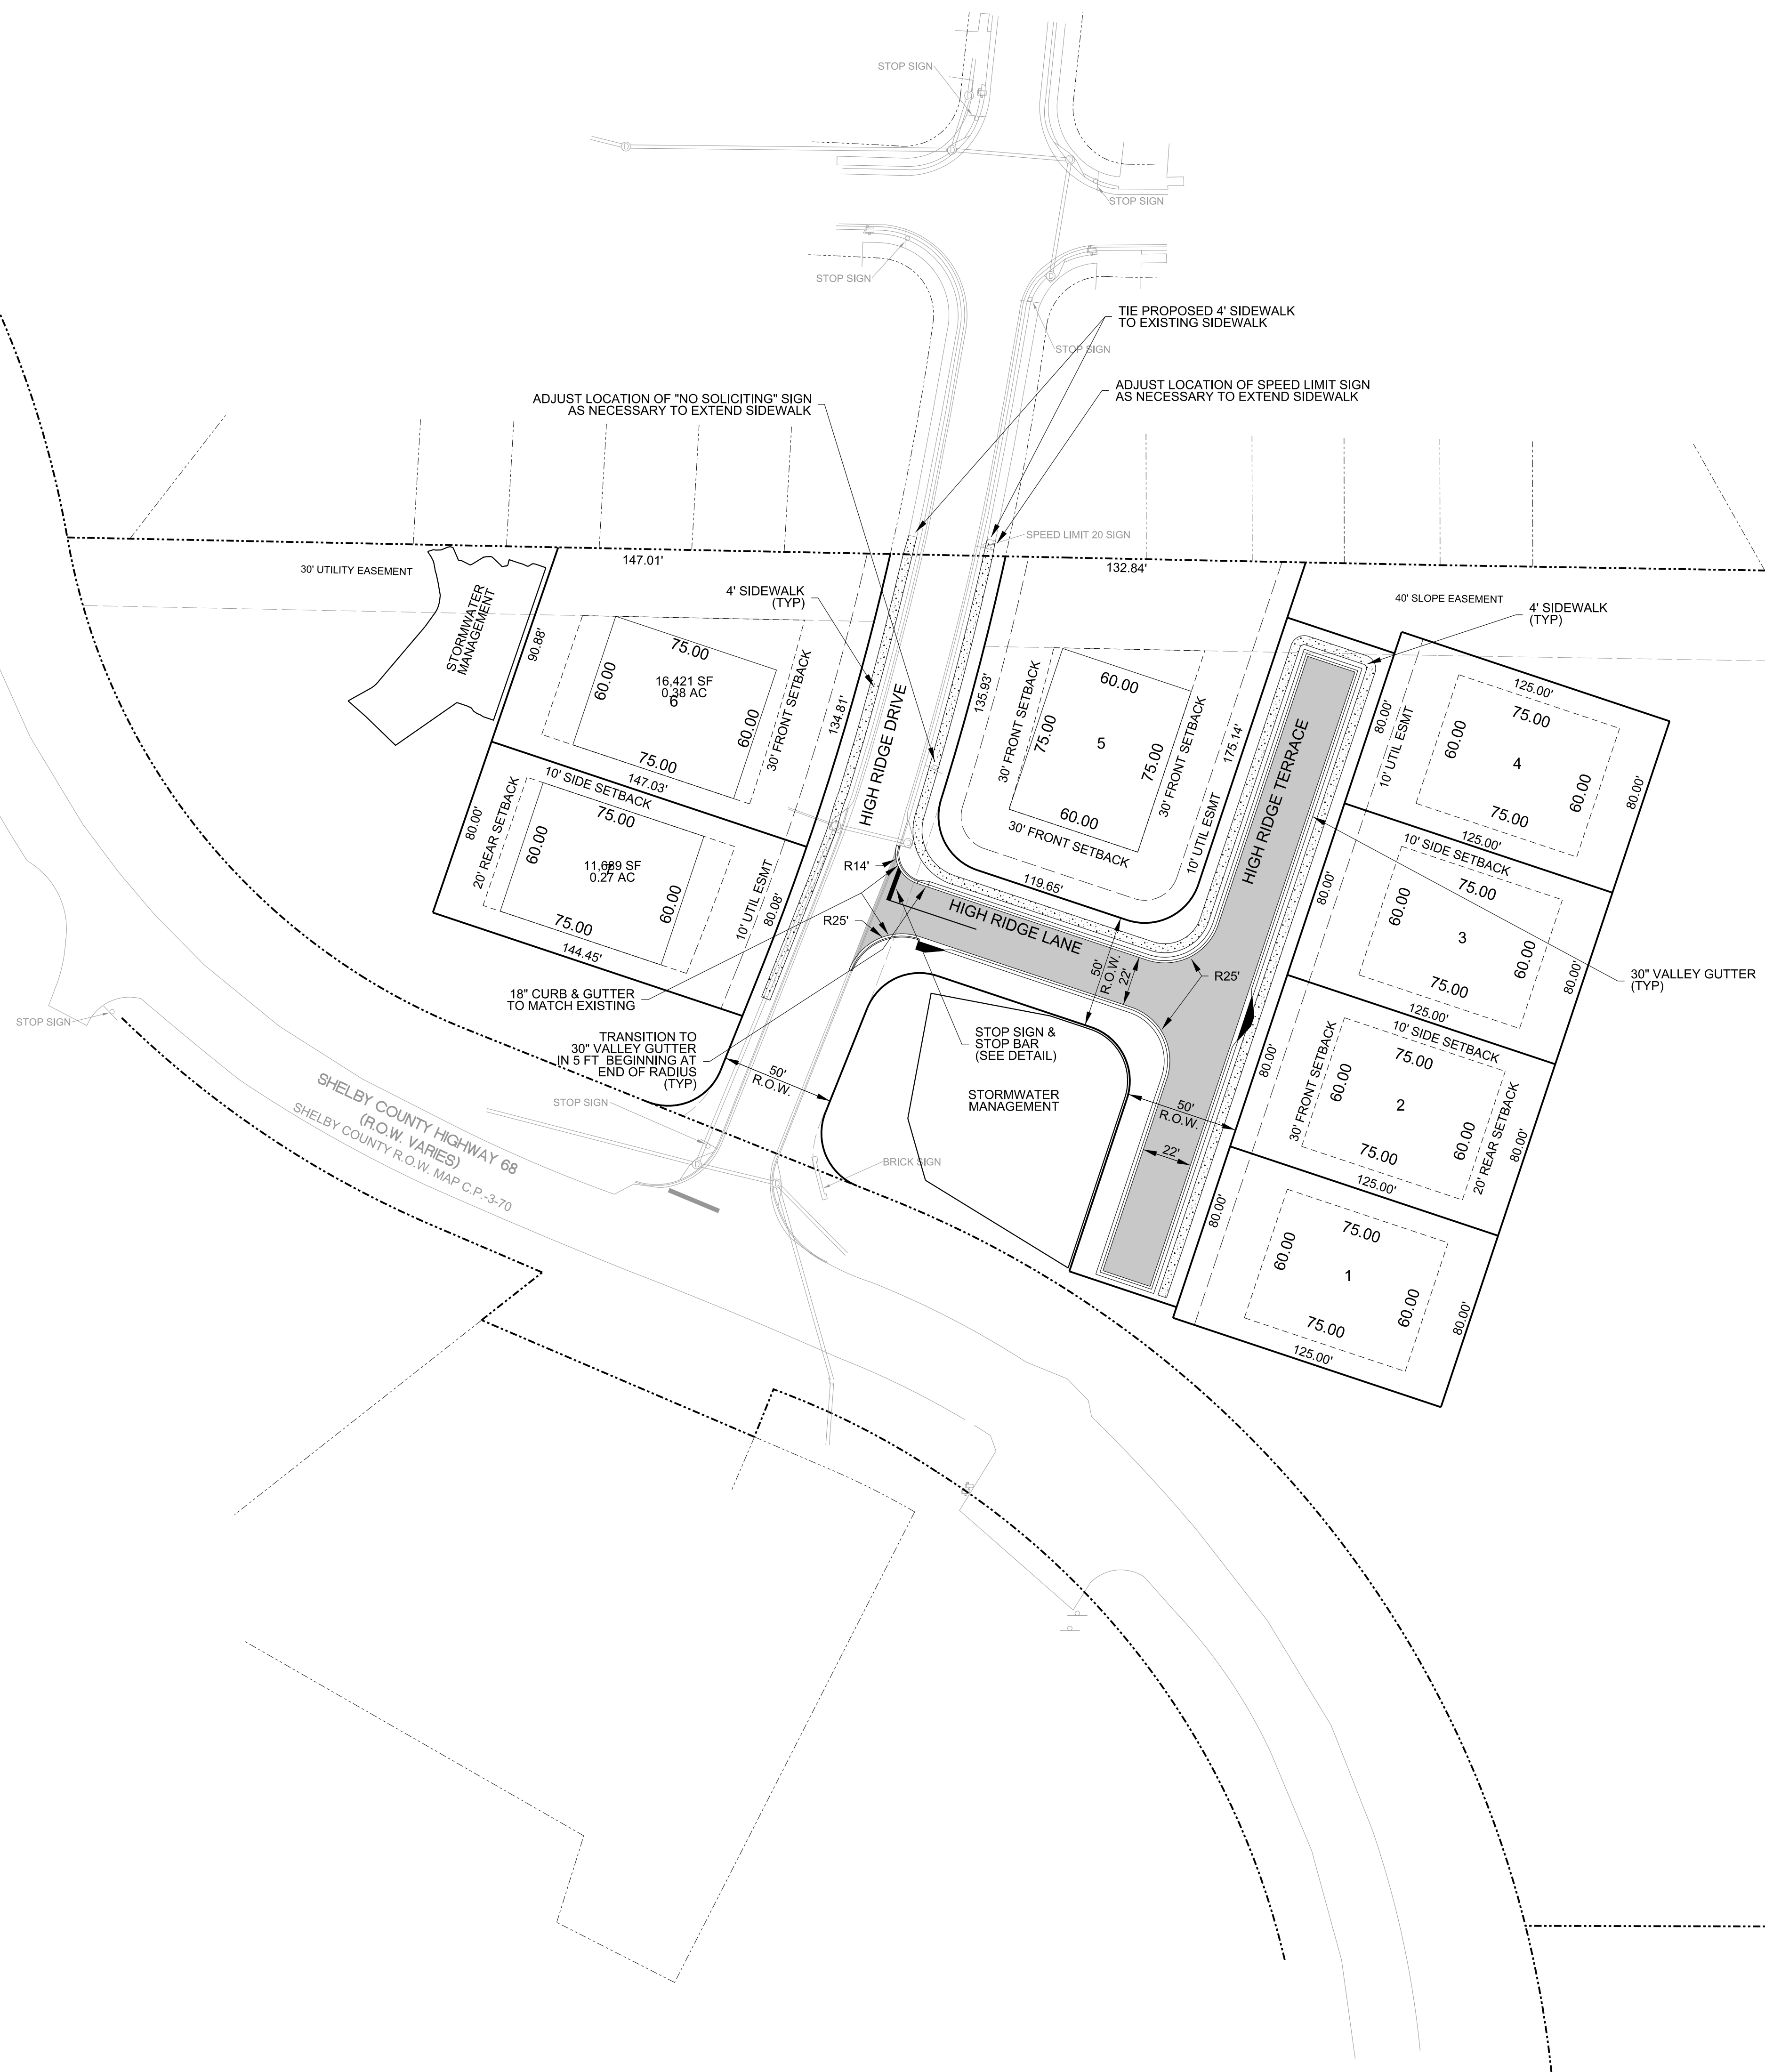 STOP SIGN
STOP SIGN
STOP SIGN
STOP SIGN
TIE PROPOSED 4' SIDEWALK
TO EXISTING SIDEWALK
ADJUST LOCATION OF "NO SOLICITING" SIGN
AS NECESSARY TO EXTEND SIDEWALK
ADJUST LOCATION OF SPEED LIMIT SIGN
AS NECESSARY TO EXTEND SIDEWALK
SPEED LIMIT 20 SIGN
30' UTILITY EASEMENT
STORMWATER
MANAGEMENT
147.01'
90.88'
4' SIDEWALK
(TYP)
75.00
60.00
16,421 SF
0.38 AC
6
60.00
75.00
30' FRONT SETBACK
134.81'
147.03'
10' SIDE SETBACK
80.00'
20' REAR SETBACK
75.00
60.00
11,689 SF
0.27 AC
60.00
75.00
10' UTIL ESMT
80.08'
144.45'
HIGH RIDGE DRIVE
132.84'
135.93'
30' FRONT SETBACK
60.00
75.00
5
75.00
60.00
30' FRONT SETBACK
30' FRONT SETBACK
175.14'
10' UTIL ESMT
119.65'
HIGH RIDGE TERRACE
HIGH RIDGE LANE
40' SLOPE EASEMENT
4' SIDEWALK
(TYP)
125.00'
80.00'
10' UTIL ESMT
75.00
60.00
4
60.00
75.00
80.00'
125.00'
10' SIDE SETBACK
75.00
80.00'
60.00
3
60.00
75.00
80.00'
125.00'
30" VALLEY GUTTER
(TYP)
10' SIDE SETBACK
75.00
80.00'
30' FRONT SETBACK
60.00
2
60.00
75.00
20' REAR SETBACK
80.00'
125.00'
80.00'
75.00
60.00
1
60.00
75.00
80.00'
125.00'
R14'
R25'
18" CURB & GUTTER
TO MATCH EXISTING
TRANSITION TO
30" VALLEY GUTTER
IN 5 FT. BEGINNING AT
END OF RADIUS
(TYP)
50'
R.O.W.
22'
R25'
STOP SIGN &
STOP BAR
(SEE DETAIL)
STORMWATER
MANAGEMENT
50'
R.O.W.
50'
R.O.W.
22'
STOP SIGN
STOP SIGN
BRICK SIGN
SHELBY COUNTY HIGHWAY 68
(R.O.W. VARIES)
SHELBY COUNTY R.O.W. MAP C.P.-3-70